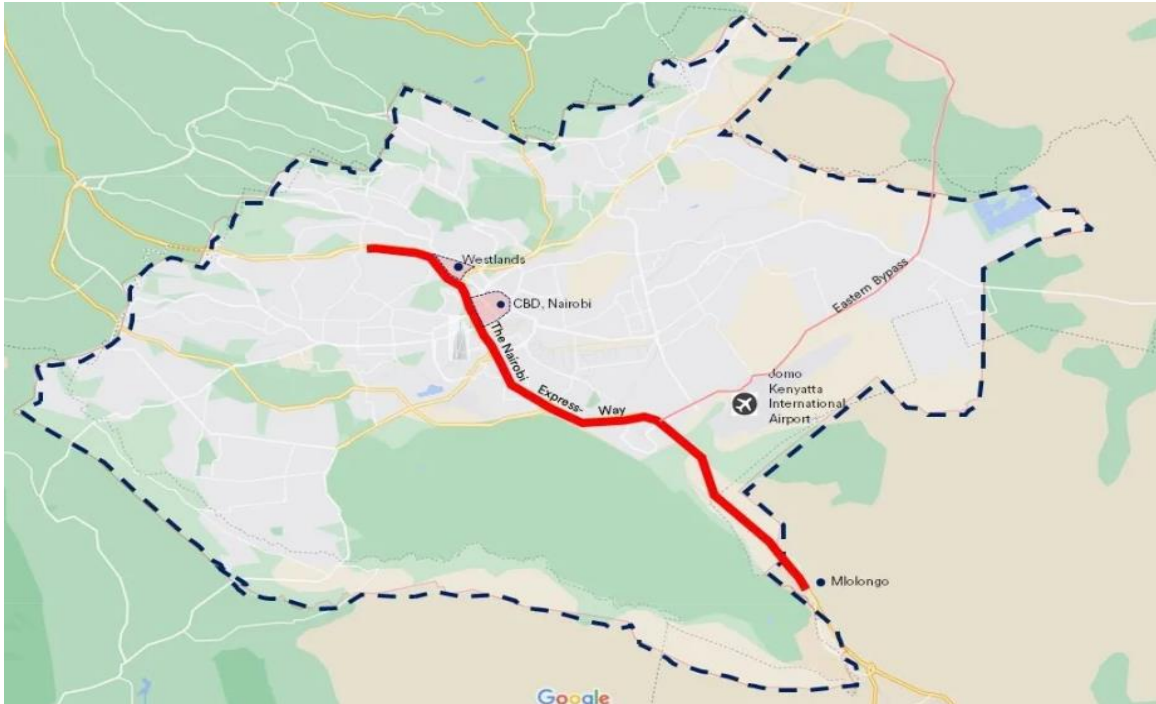 Westlands
CBD, Nairobi
Eastern Bypass
The Nairobi
Express-
Way
Jomo
Kenyatta
International
Airport
Mlolongo
Google